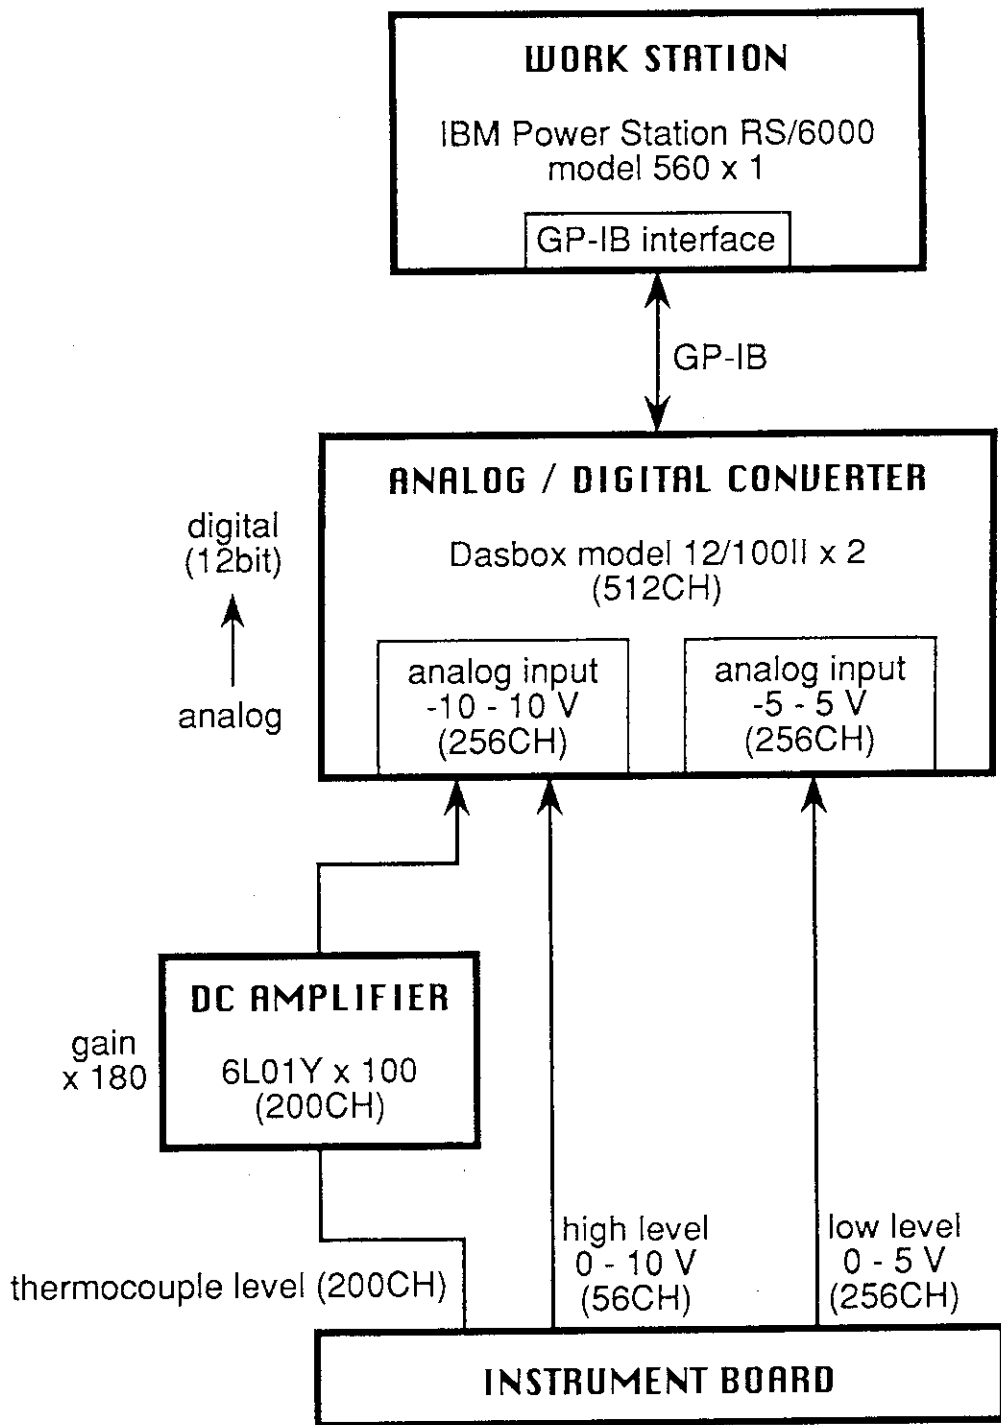 WORK STATION
IBM Power Station RS/6000
model 560 x 1
GP-IB interface
GP-IB
ANALOG / DIGITAL CONVERTER
Dasbox model 12/100II x 2
(512CH)
digital
(12bit)
analog
analog input
-10 - 10 V
(256CH)
analog input
-5 - 5 V
(256CH)
DC AMPLIFIER
6L01Y x 100
(200CH)
gain
x 180
thermocouple level (200CH)
high level
0 - 10 V
(56CH)
low level
0 - 5 V
(256CH)
INSTRUMENT BOARD